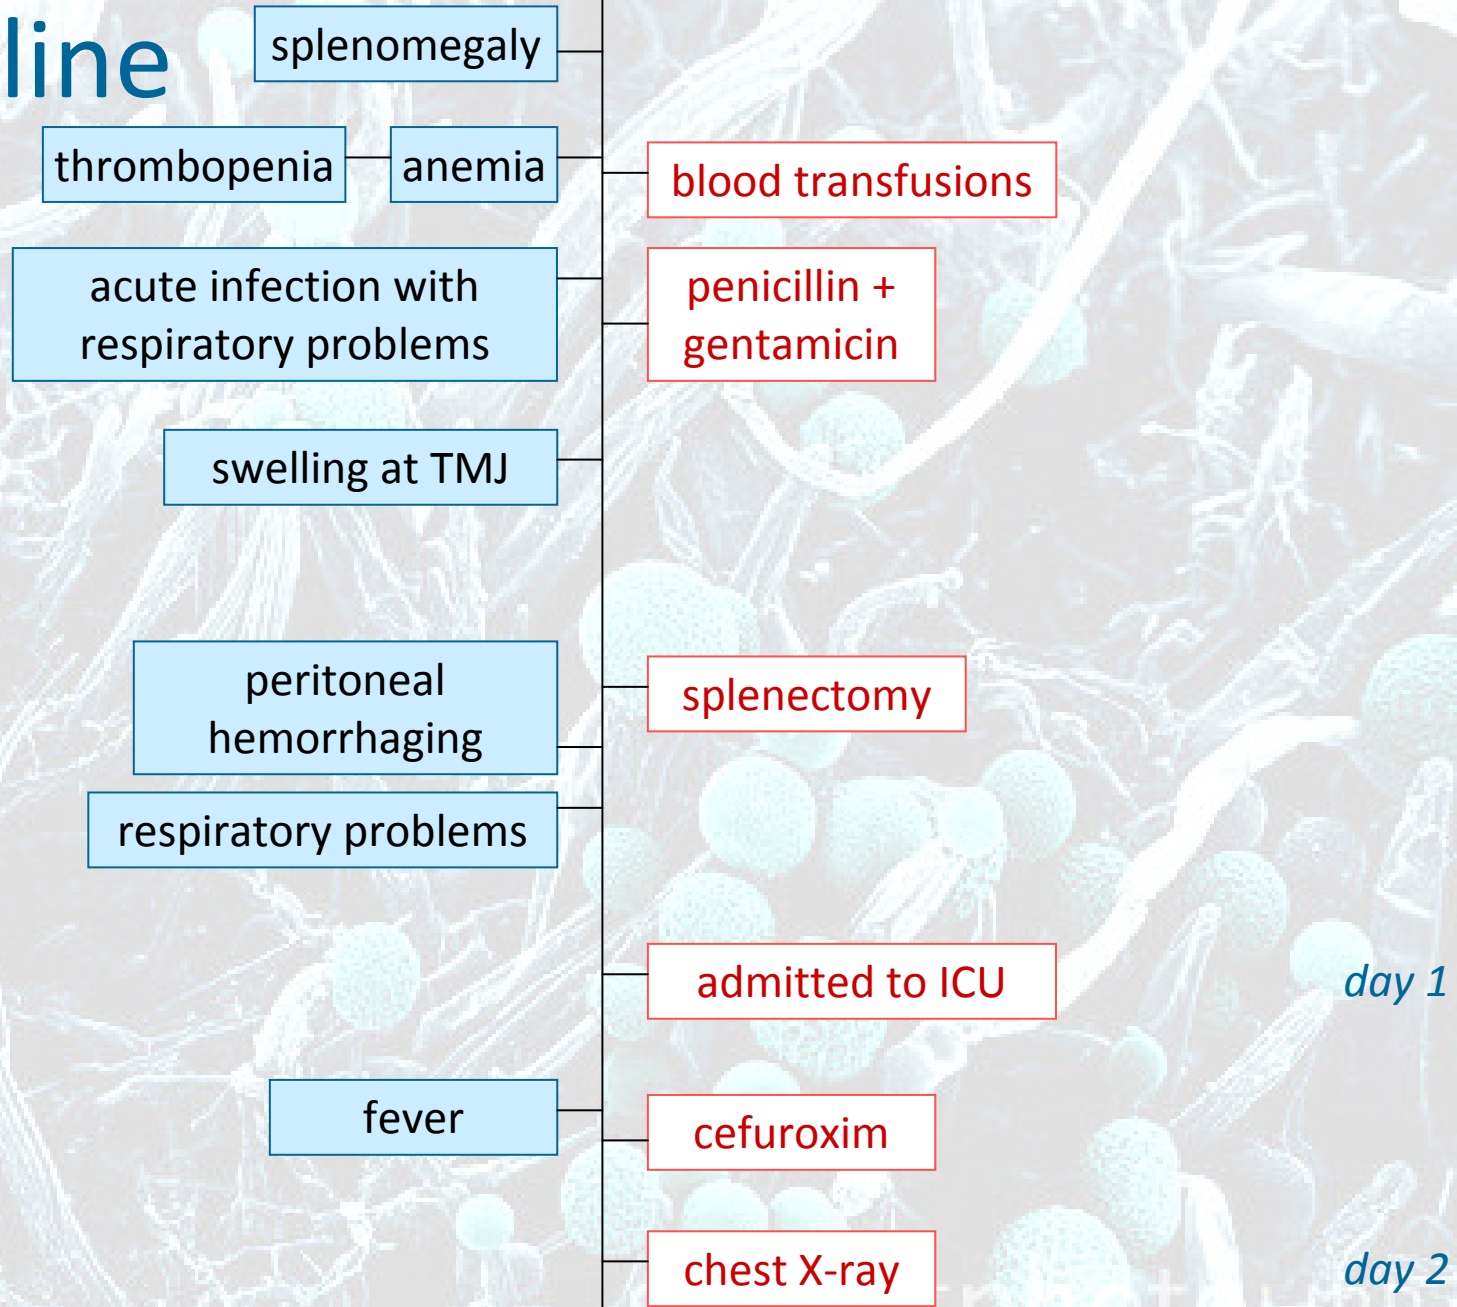 line
splenomegaly
thrombopenia
anemia
blood transfusions
acute infection with
respiratory problems
penicillin +
gentamicin
swelling at TMJ
peritoneal
hemorrhaging
splenectomy
respiratory problems
admitted to ICU
day 1
fever
cefuroxim
chest X-ray
day 2